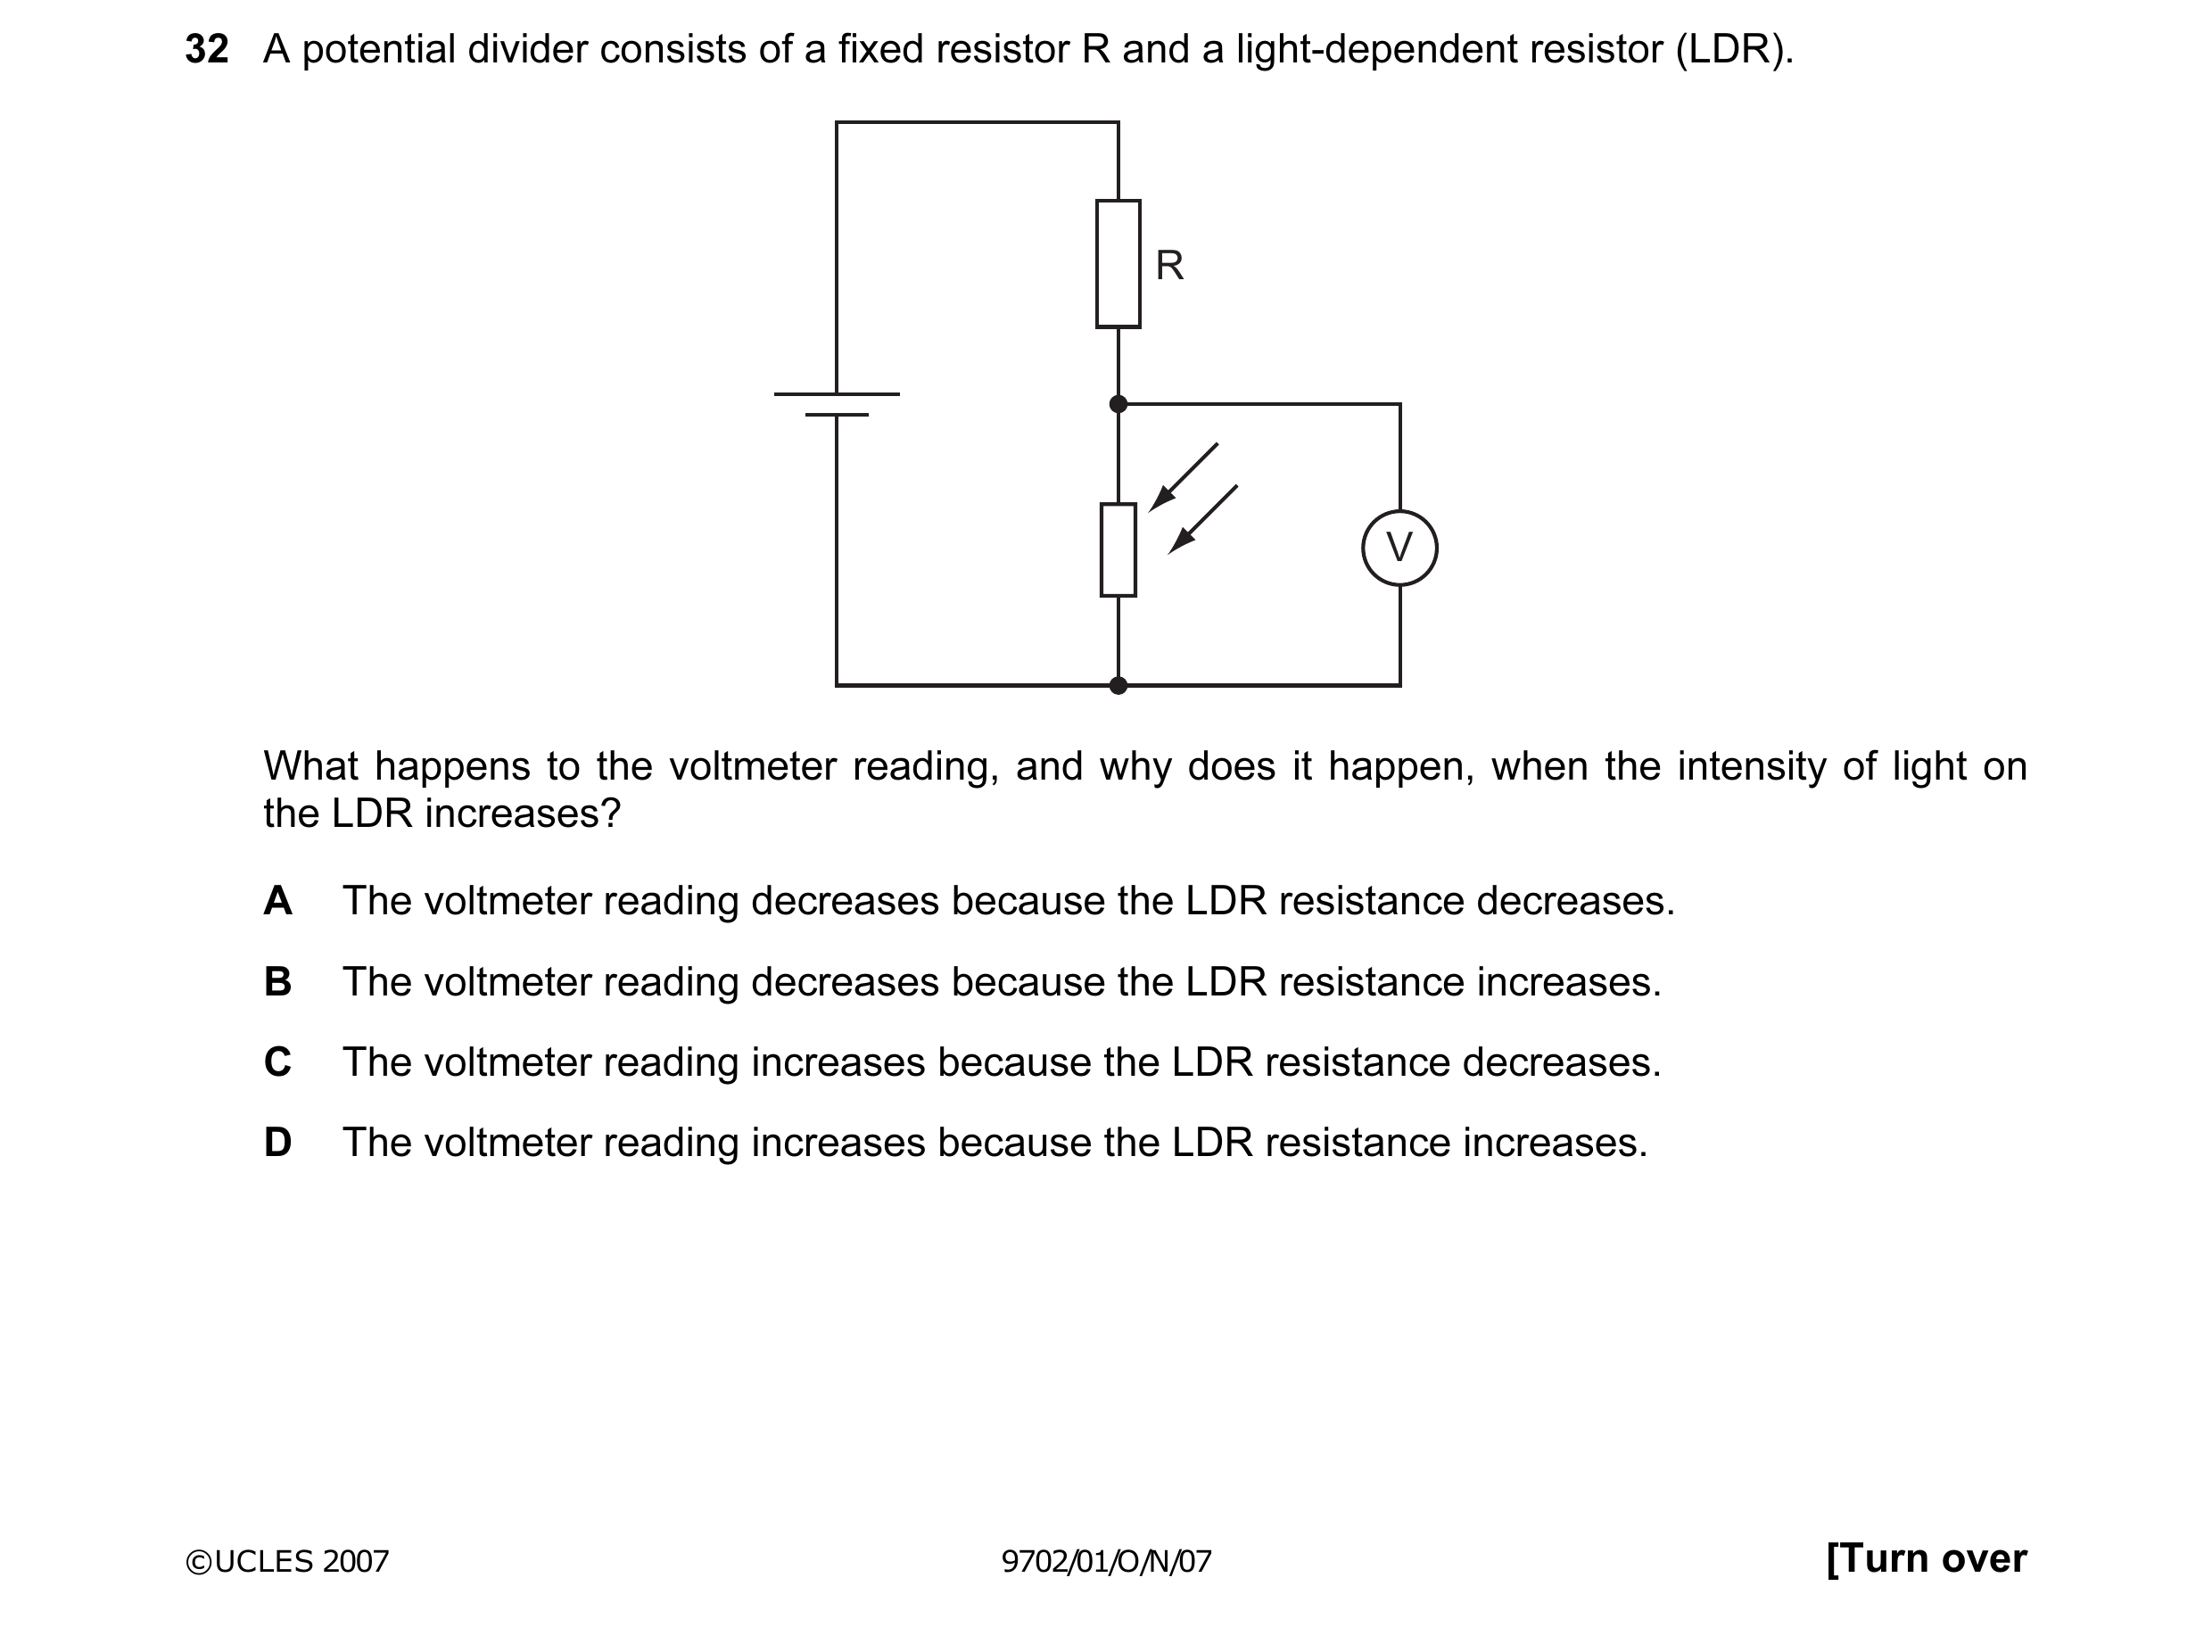 32 A potential divider consists of a fixed resistor R and a light-dependent resistor (LDR).
R
V
What happens to the voltmeter reading, and why does it happen, when the intensity of light on
the LDR increases?
A The voltmeter reading decreases because the LDR resistance decreases.
B The voltmeter reading decreases because the LDR resistance increases.
C The voltmeter reading increases because the LDR resistance decreases.
D The voltmeter reading increases because the LDR resistance increases.
©UCLES 2007 9702/01/O/N/07 [Turn over